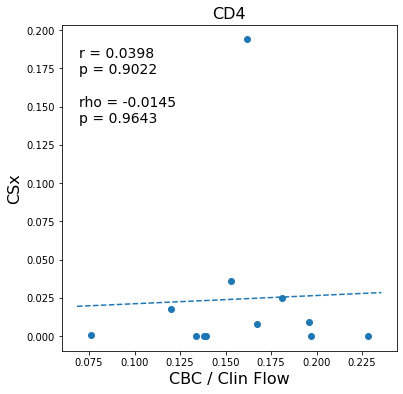 CD4
r = 0.0398
p = 0.9022
rho = -0.0145
p = 0.9643
CSx
0.200
0.175
0.150
0.125
0.100
0.075
0.050
0.025
0.000
0.075 0.100 0.125 0.150 0.175 0.200 0.225
CBC / Clin Flow